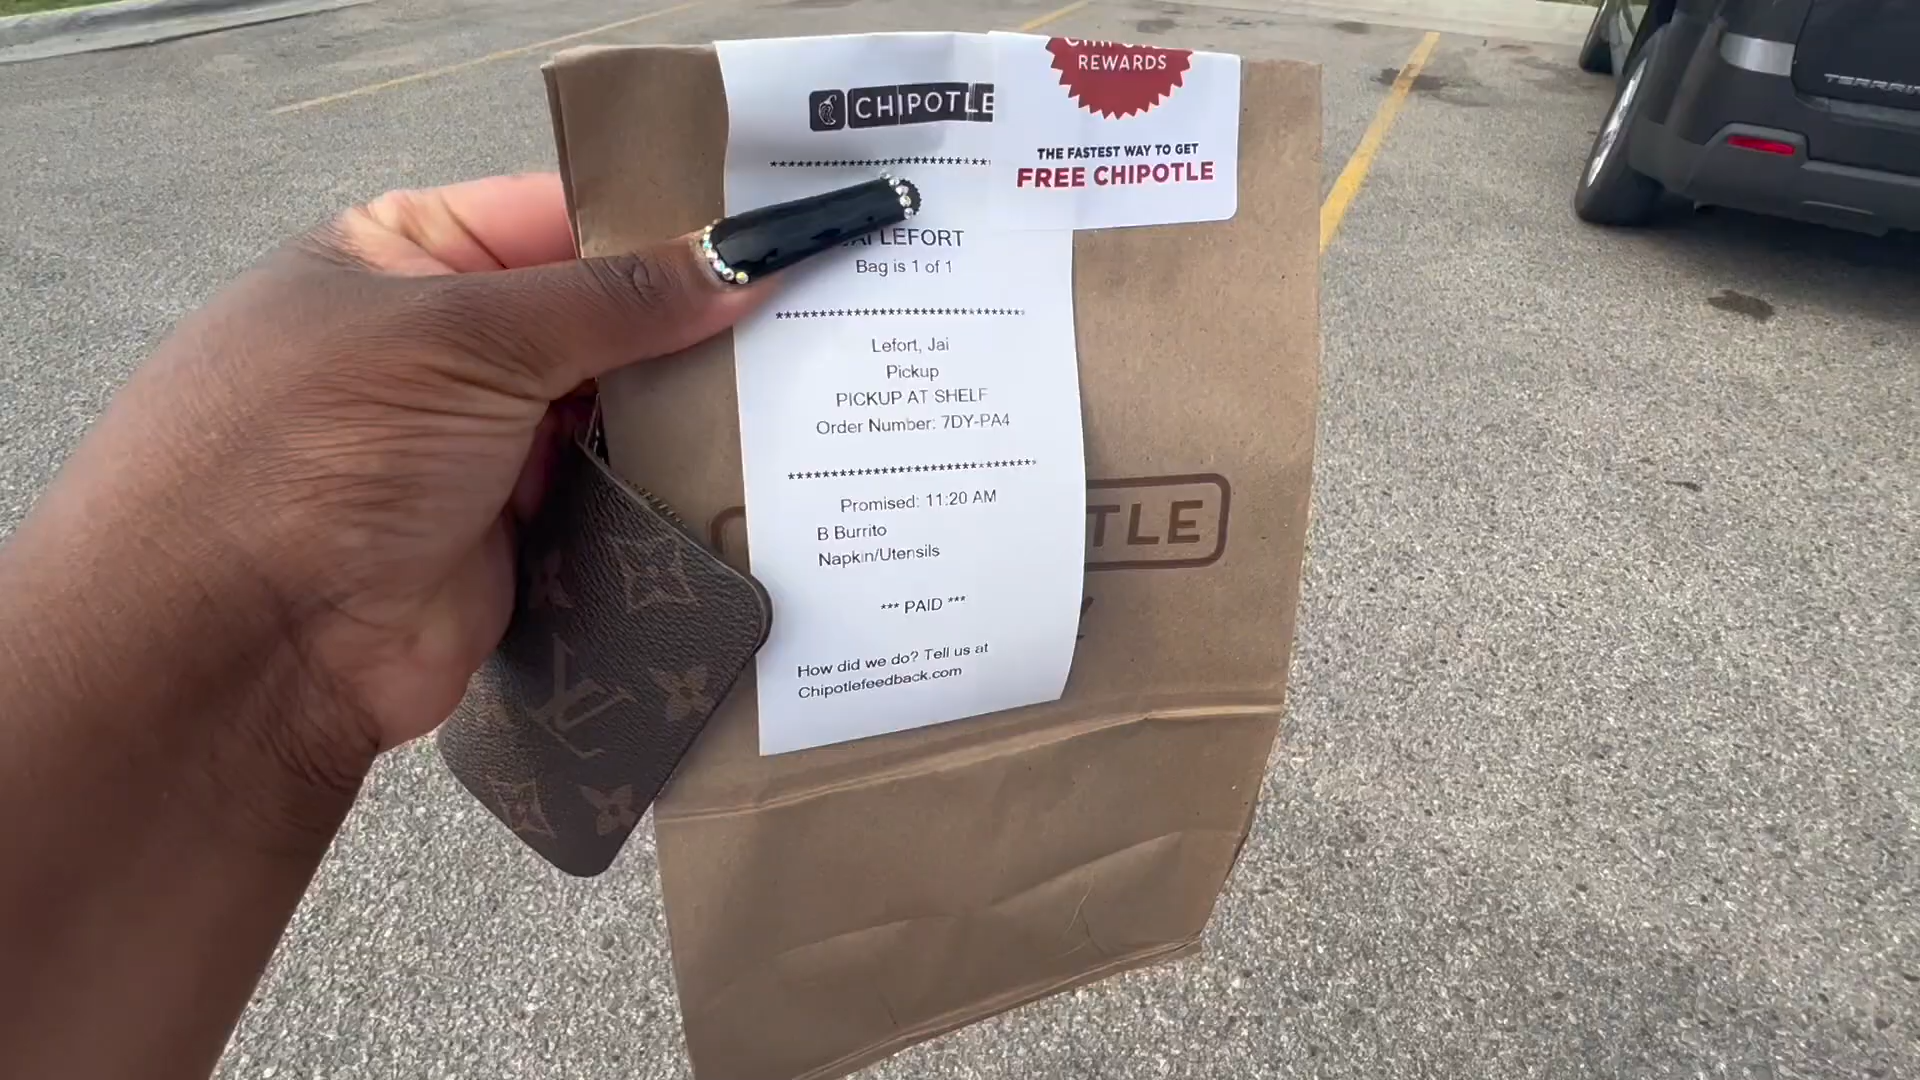 CHIPOTLE
REWARDS
THE FASTEST WAY TO GET
FREE CHIPOTLE
***************************
LEFORT
Bag is 1 of 1
*****************************
Lefort, Jai
Pickup
PICKUP AT SHELF
Order Number: 7DY-PA4
*****************************
Promised: 11:20 AM
B Burrito
Napkin/Utensils
*** PAID ***
How did we do? Tell us at
Chipotlefeedback.com
TLE
LV